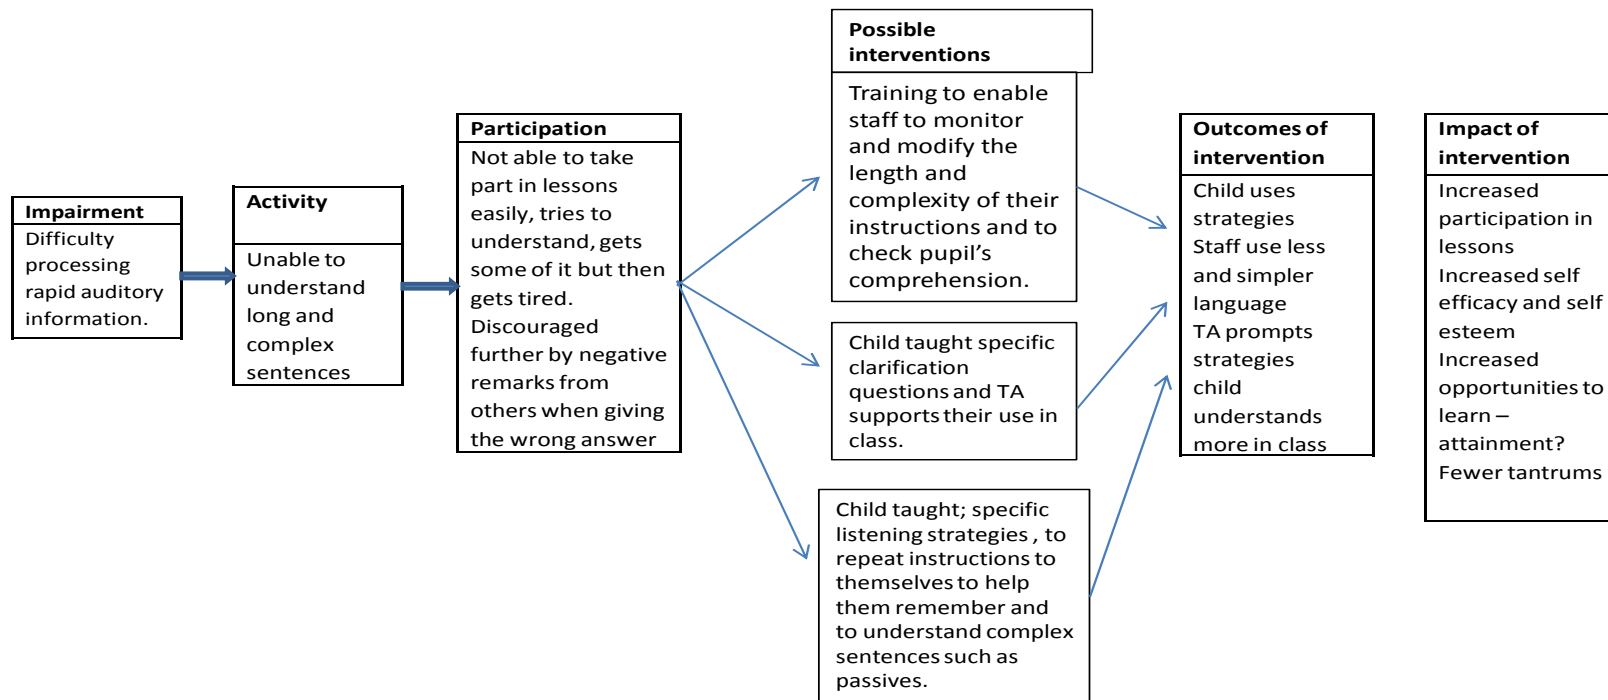 Impairment
Difficulty
processing
rapid auditory
information.
Activity
Unable to
understand
long and
complex
sentences
Participation
Not able to take
part in lessons
easily, tries to
understand, gets
some of it but then
gets tired.
Discouraged
further by negative
remarks from
others when giving
the wrong answer
Possible
interventions
Training to enable
staff to monitor
and modify the
length and
complexity of their
instructions and to
check pupil’s
comprehension.
Child taught specific
clarification
questions and TA
supports their use in
class.
Child taught; specific
listening strategies , to
repeat instructions to
themselves to help
them remember and
to understand complex
sentences such as
passives.
Outcomes of
intervention
Child uses
strategies
Staff use less
and simpler
language
TA prompts
strategies
child
understands
more in class
Impact of
intervention
Increased
participation in
lessons
Increased self
efficacy and self
esteem
Increased
opportunities to
learn –
attainment?
Fewer tantrums